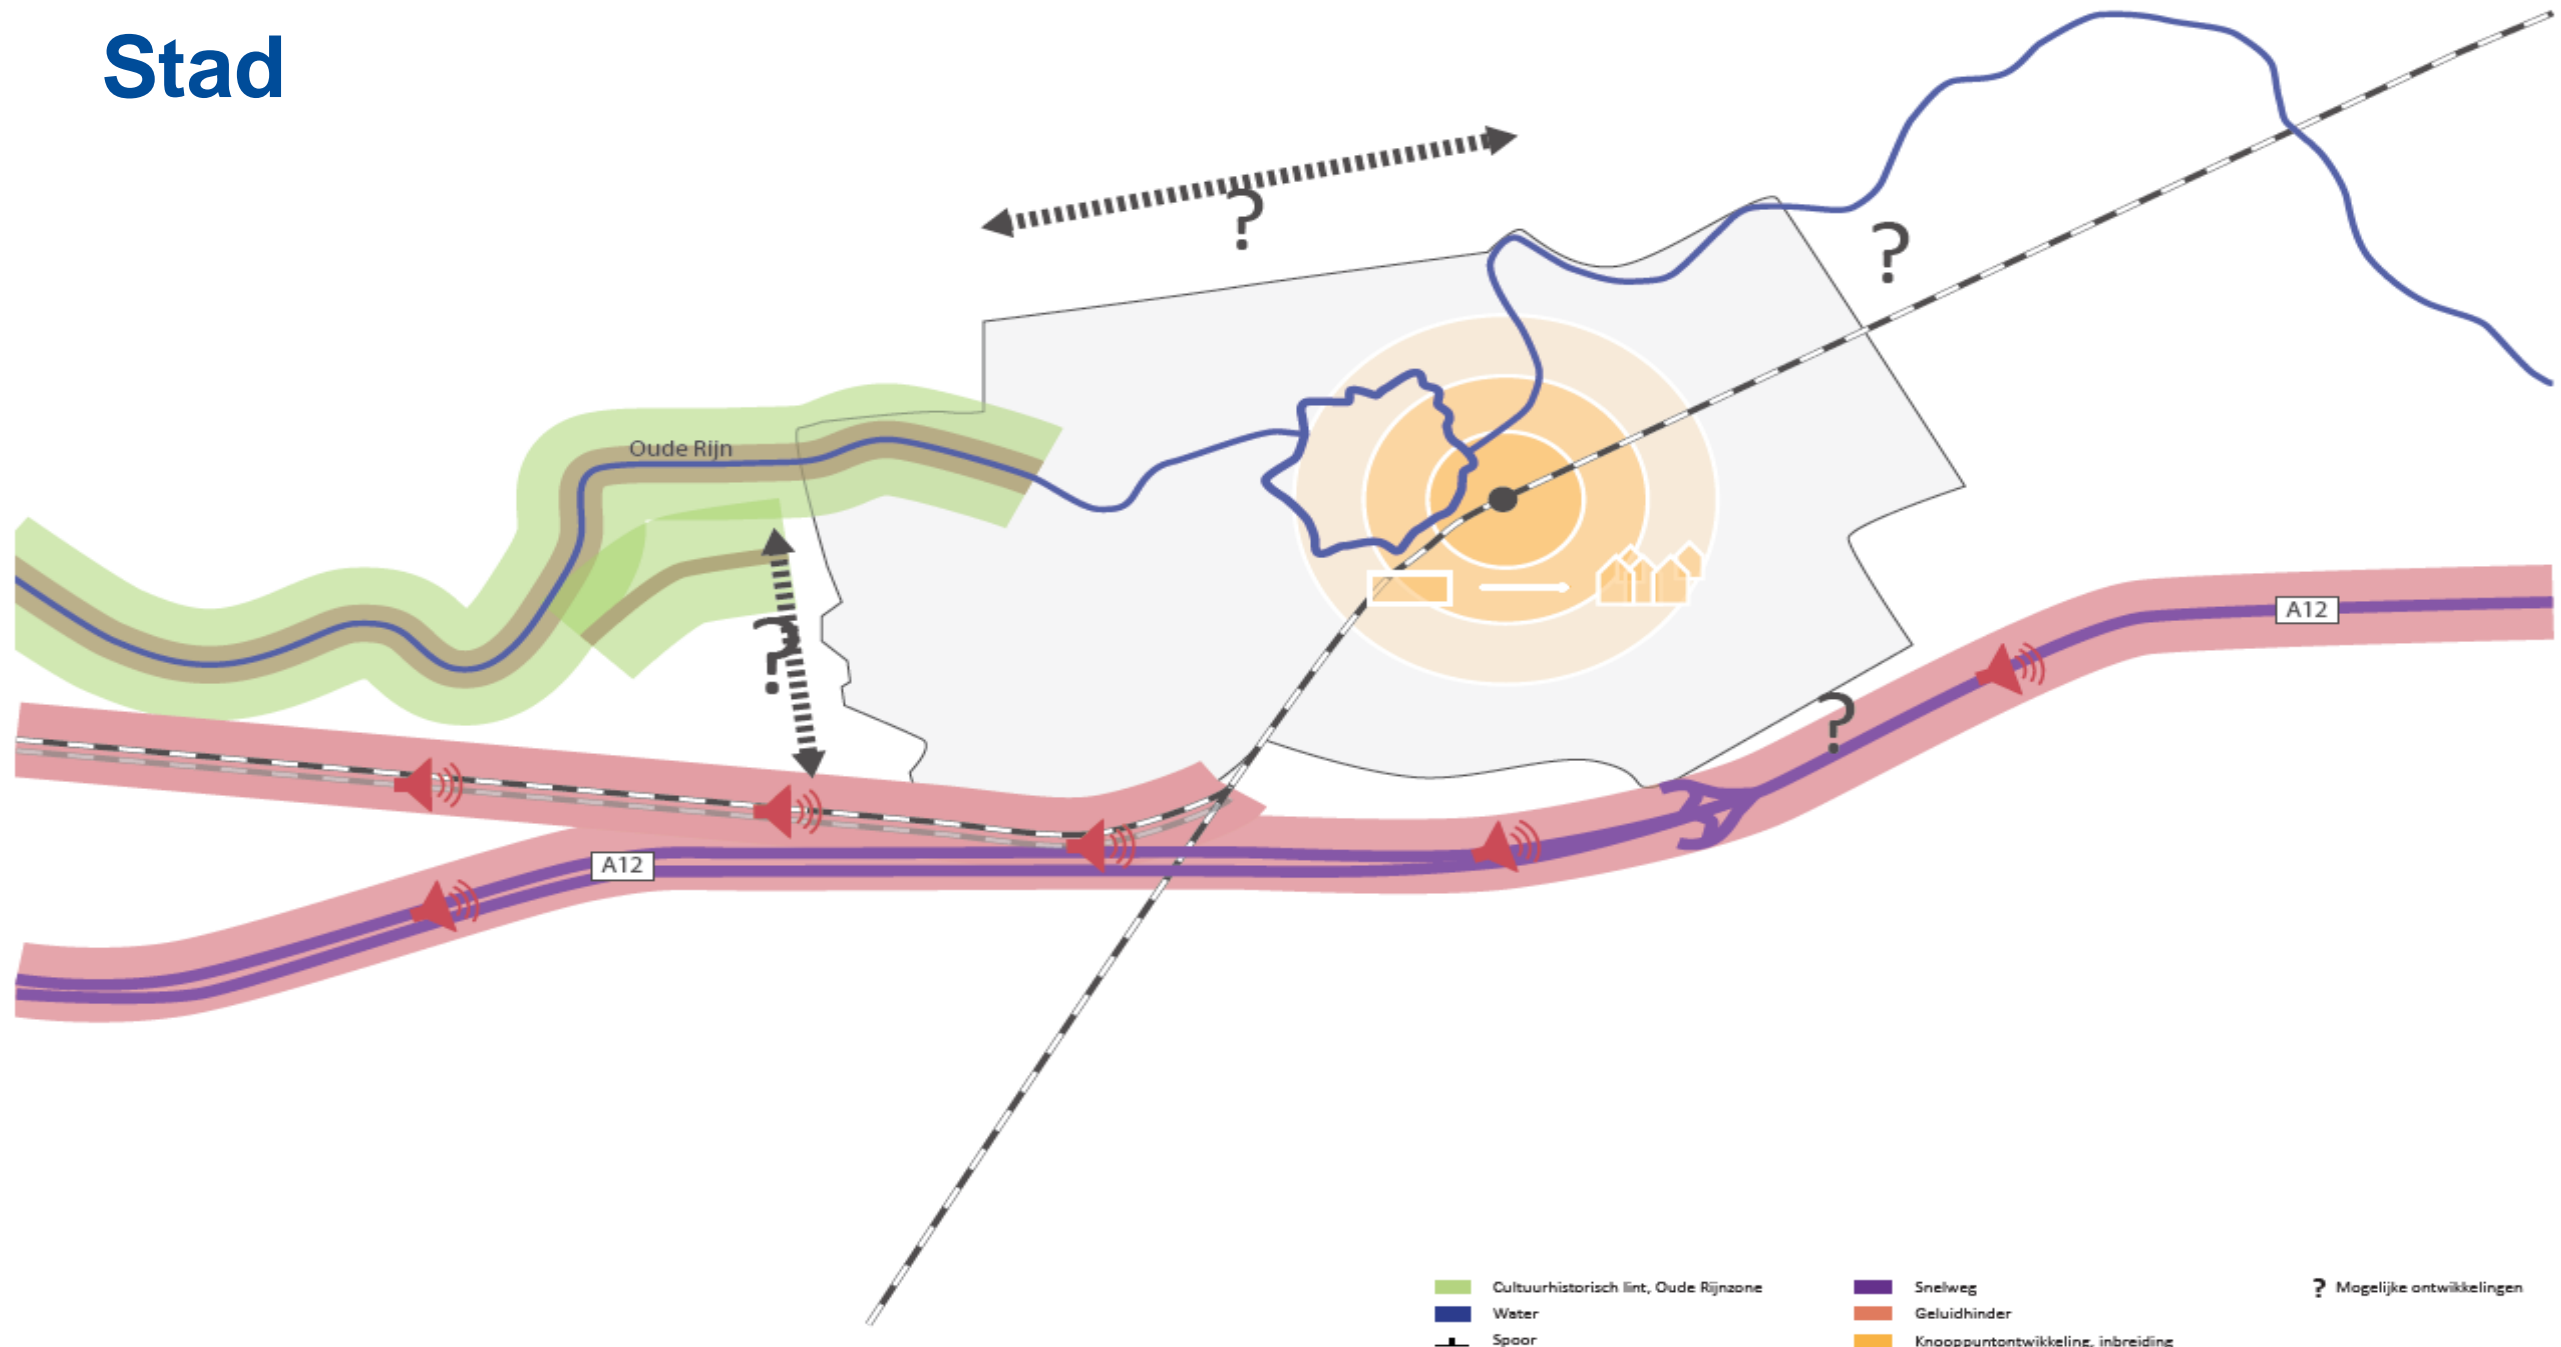 Stad
?
?
Oude Rijn
?
?
A12
A12
Cultuurhistorisch lint, Oude Rijnzone
Water
Spoor
Snelweg
Geluidhinder
Knooppuntontwikkeling, inbreiding
? Mogelijke ontwikkelingen